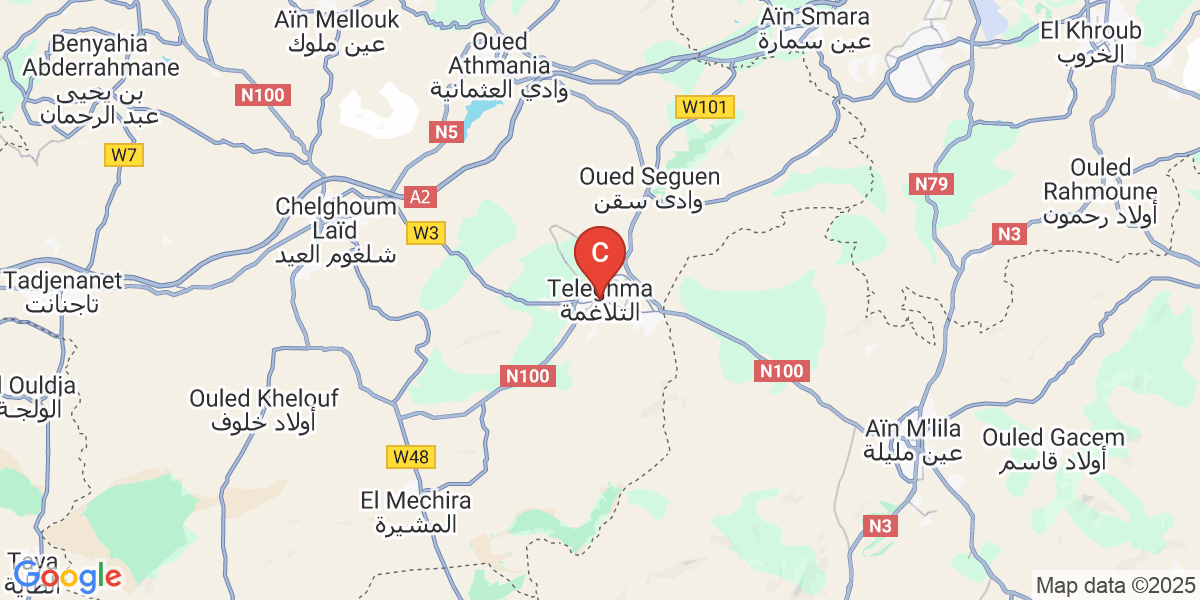 Aïn Mellouk
عين ملوك
Aïn Smara
عين سمارة
El Khroub
الخروب
Benyahia
Abderrahmane
بن يحيى
عبد الرحمان
Oued
Athmania
وادي العثمانية
N100
W101
N5
W7
Oued Seguen
وادى سقن
A2
N79
Ouled
Rahmoune
أولاد رحمون
Chelghoum
Laïd
شلغوم العيد
W3
N3
C
Tadjenanet
تاجنانت
التلاغمة
N100
N100
Ouldja
الولجة
Ouled Khelouf
أولاد خلوف
Aïn M'lila
عين مليلة
Ouled Gacem
أولاد قاسم
W48
El Mechira
المشيرة
N3
Google
Map data ©2025